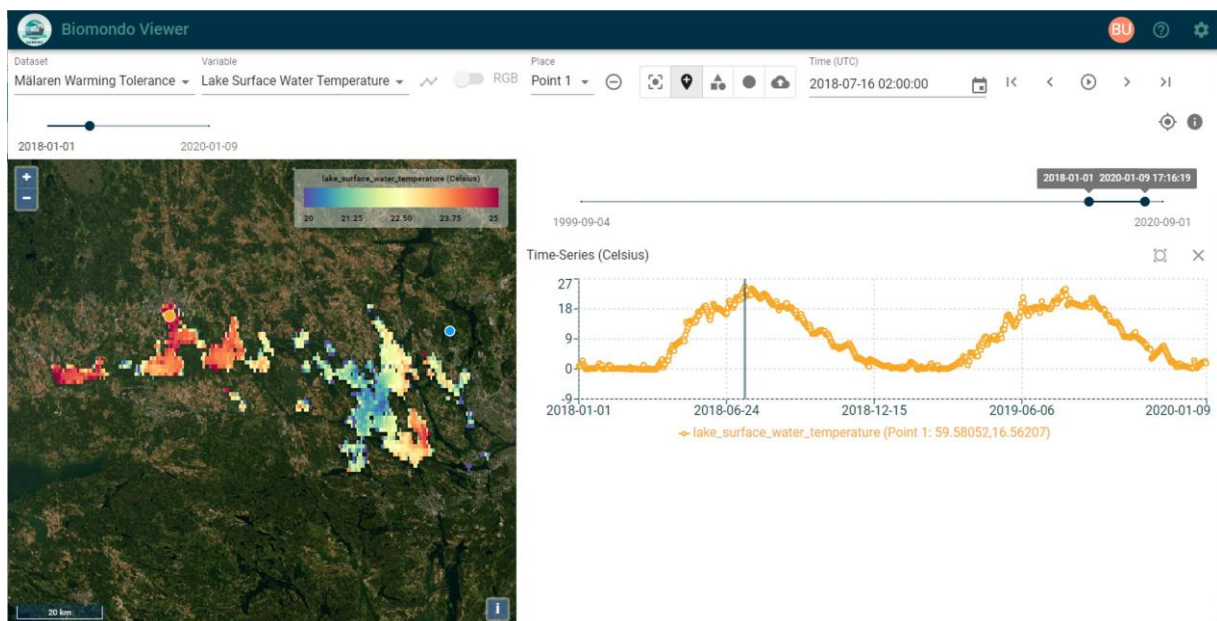 Biomondo Viewer
BU
Dataset Variable Place Time (UTC)
Mälaren Warming Tolerance Lake Surface Water Temperature RGB Point 1 2018-07-16 02:00:00
2018-01-01 2020-01-09
lake_surface_water_temperature (Celsius)
20 21.25 22.50 23.75 25
20 km
i
2018-01-01 2020-01-09 17:16:19
1999-09-04 2020-09-01
Time-Series (Celsius)
27
18
9
0
-9
2018-01-01 2018-06-24 2018-12-15 2019-06-06 2020-01-09
lake_surface_water_temperature (Point 1: 59.58052,16.56207)